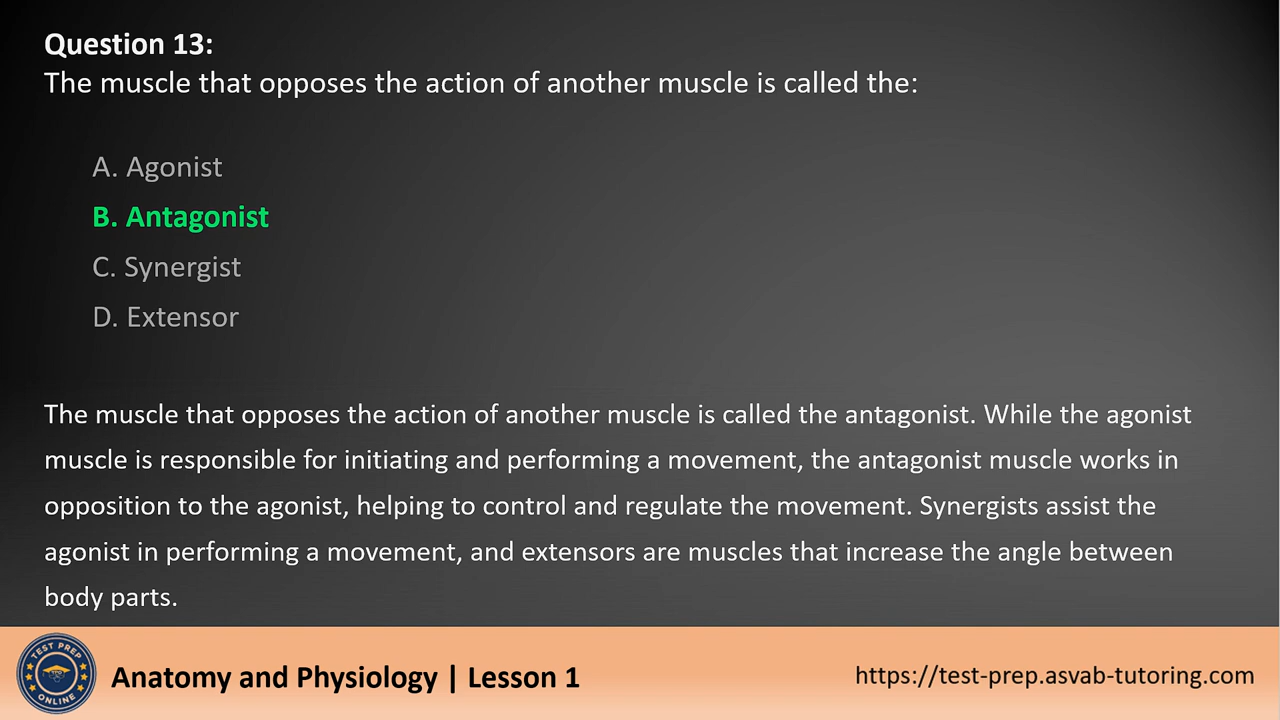 Question 13:
The muscle that opposes the action of another muscle is called the:
A. Agonist
B. Antagonist
C. Synergist
D. Extensor
The muscle that opposes the action of another muscle is called the antagonist. While the agonist
muscle is responsible for initiating and performing a movement, the antagonist muscle works in
opposition to the agonist, helping to control and regulate the movement. Synergists assist the
agonist in performing a movement, and extensors are muscles that increase the angle between
body parts.
TEST PREP
ONLINE
Anatomy and Physiology | Lesson 1
https://test-prep.asvab-tutoring.com